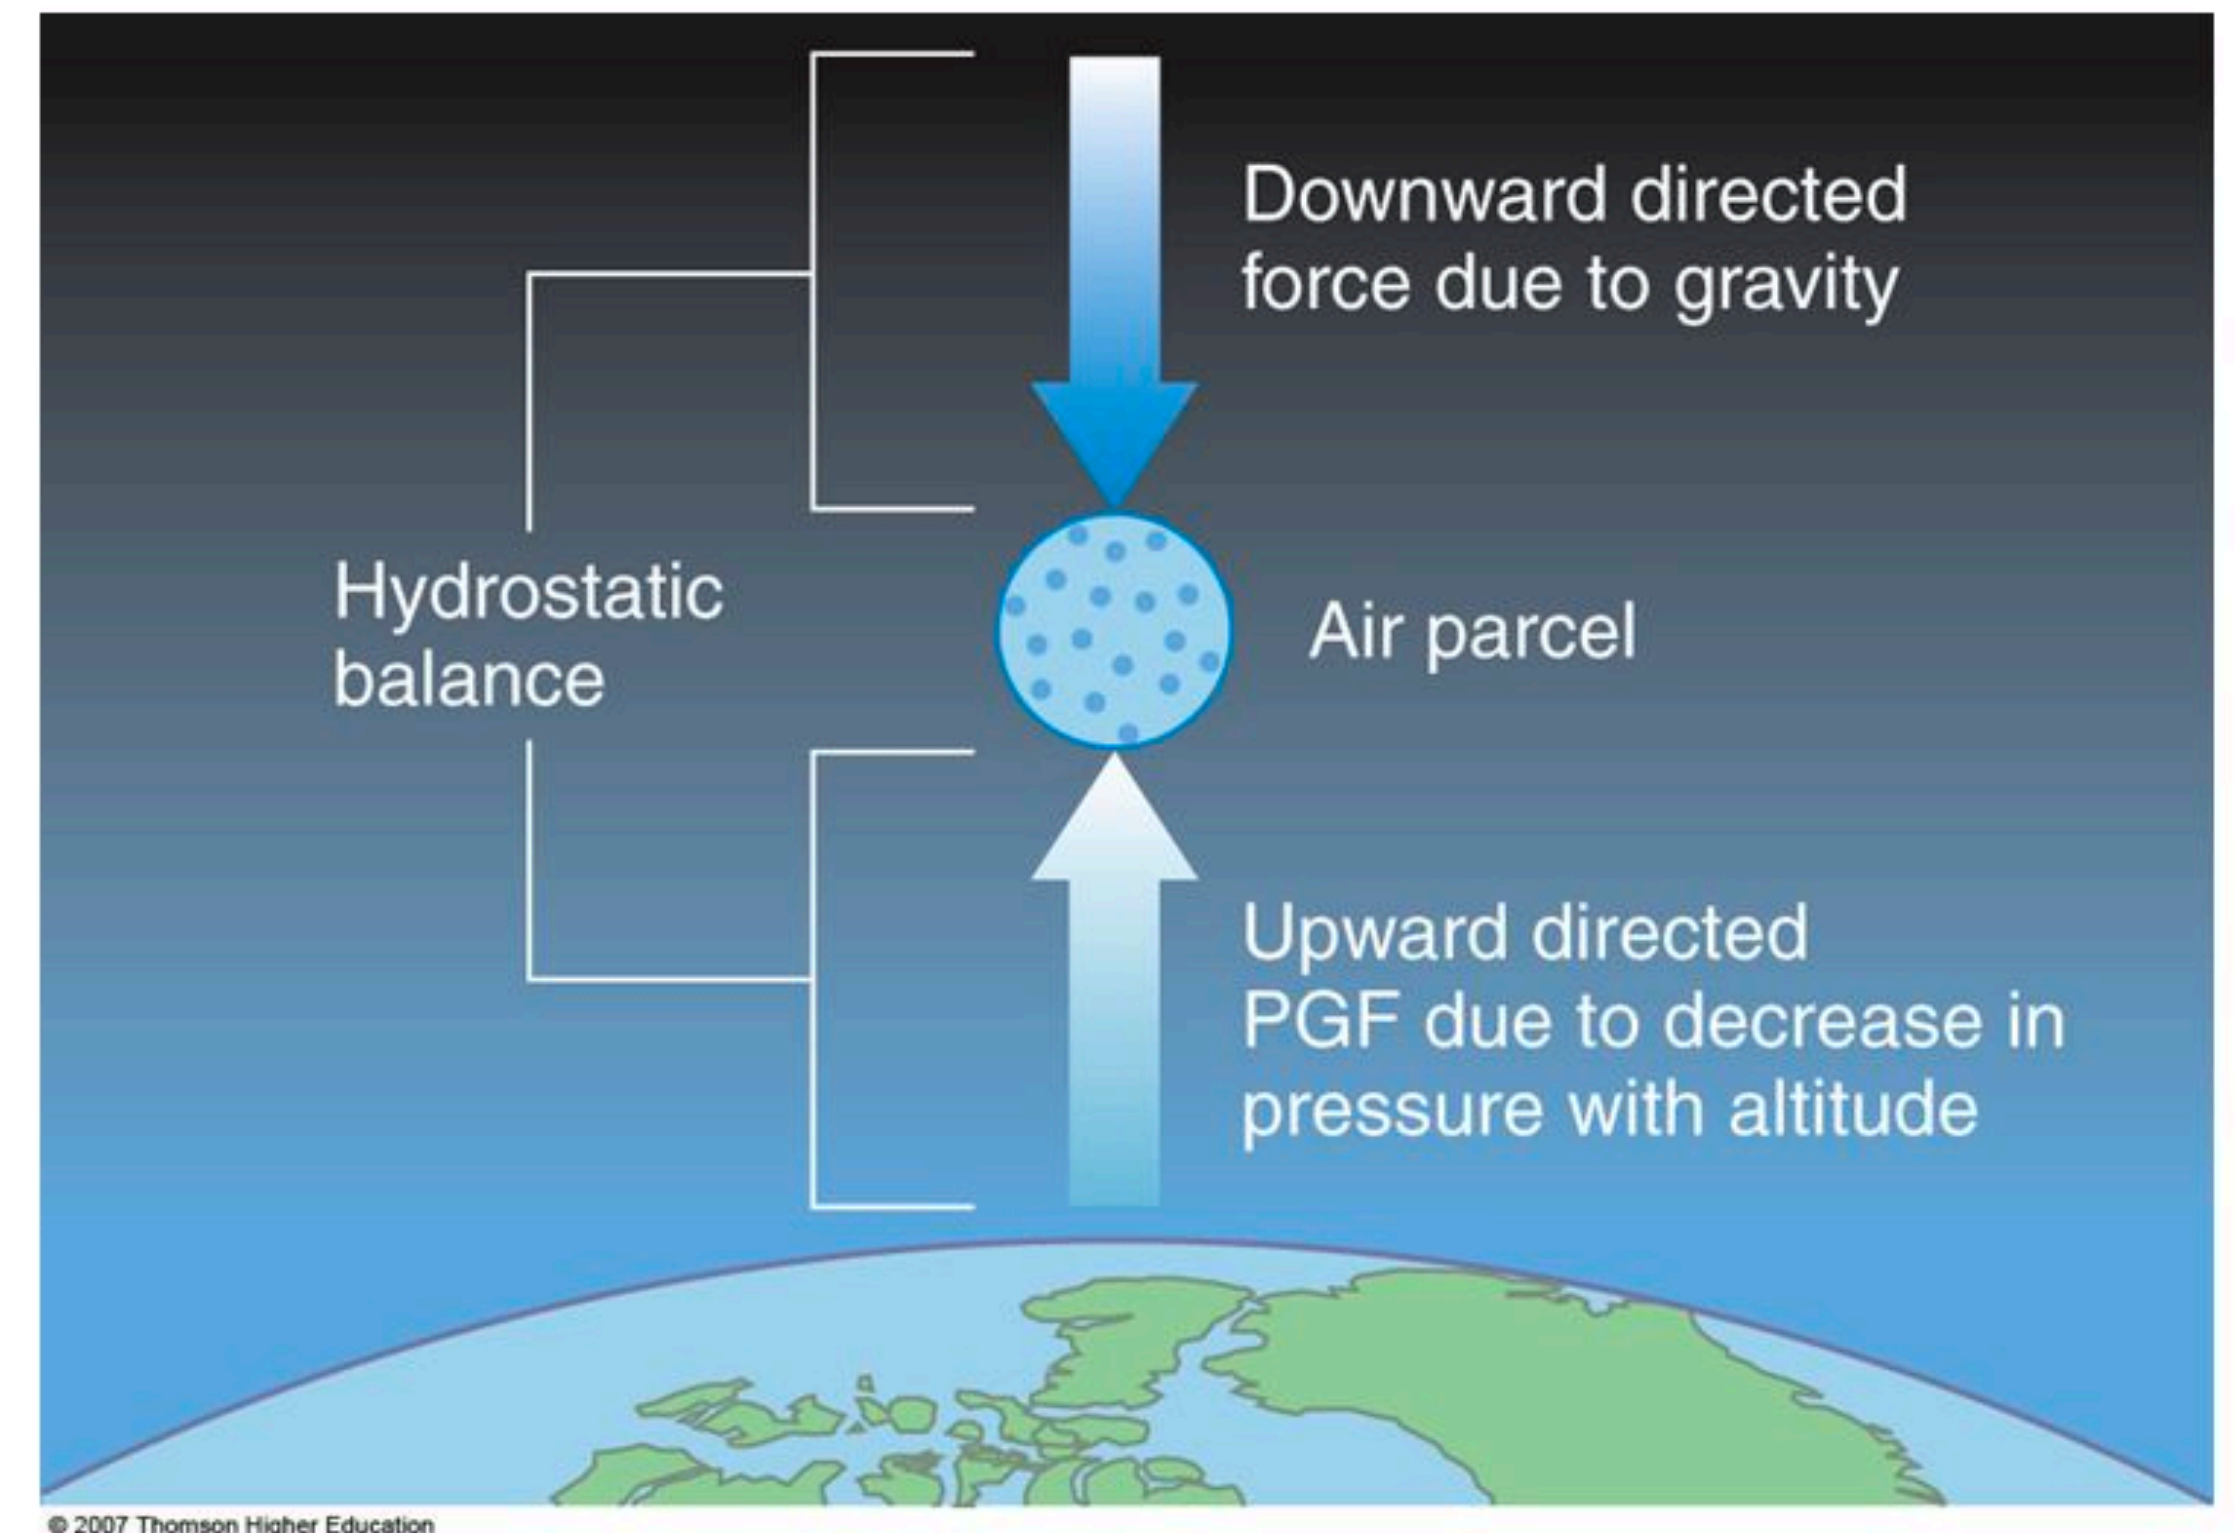 Downward directed
force due to gravity
Hydrostatic
balance
Air parcel
Upward directed
PGF due to decrease in
pressure with altitude
© 2007 Thomson Higher Education